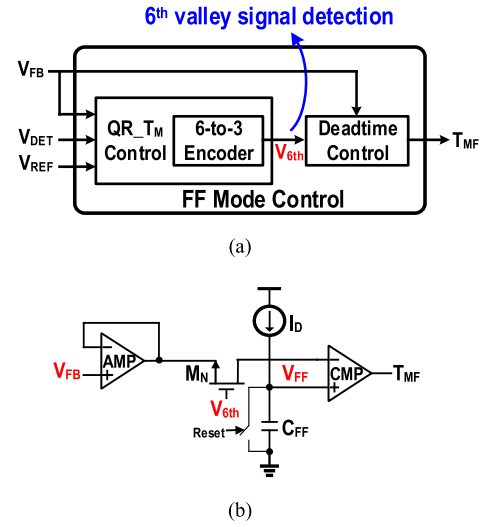 6th valley signal detection
VFB
VDET
VREF
QR_TM
Control
6-to-3
Encoder
V6th
Deadtime
Control
TMF
FF Mode Control
(a)
ID
AMP
VFB
-
+
MN
V6th
VFF
-
+
CMP
TMF
Reset
CFF
(b)